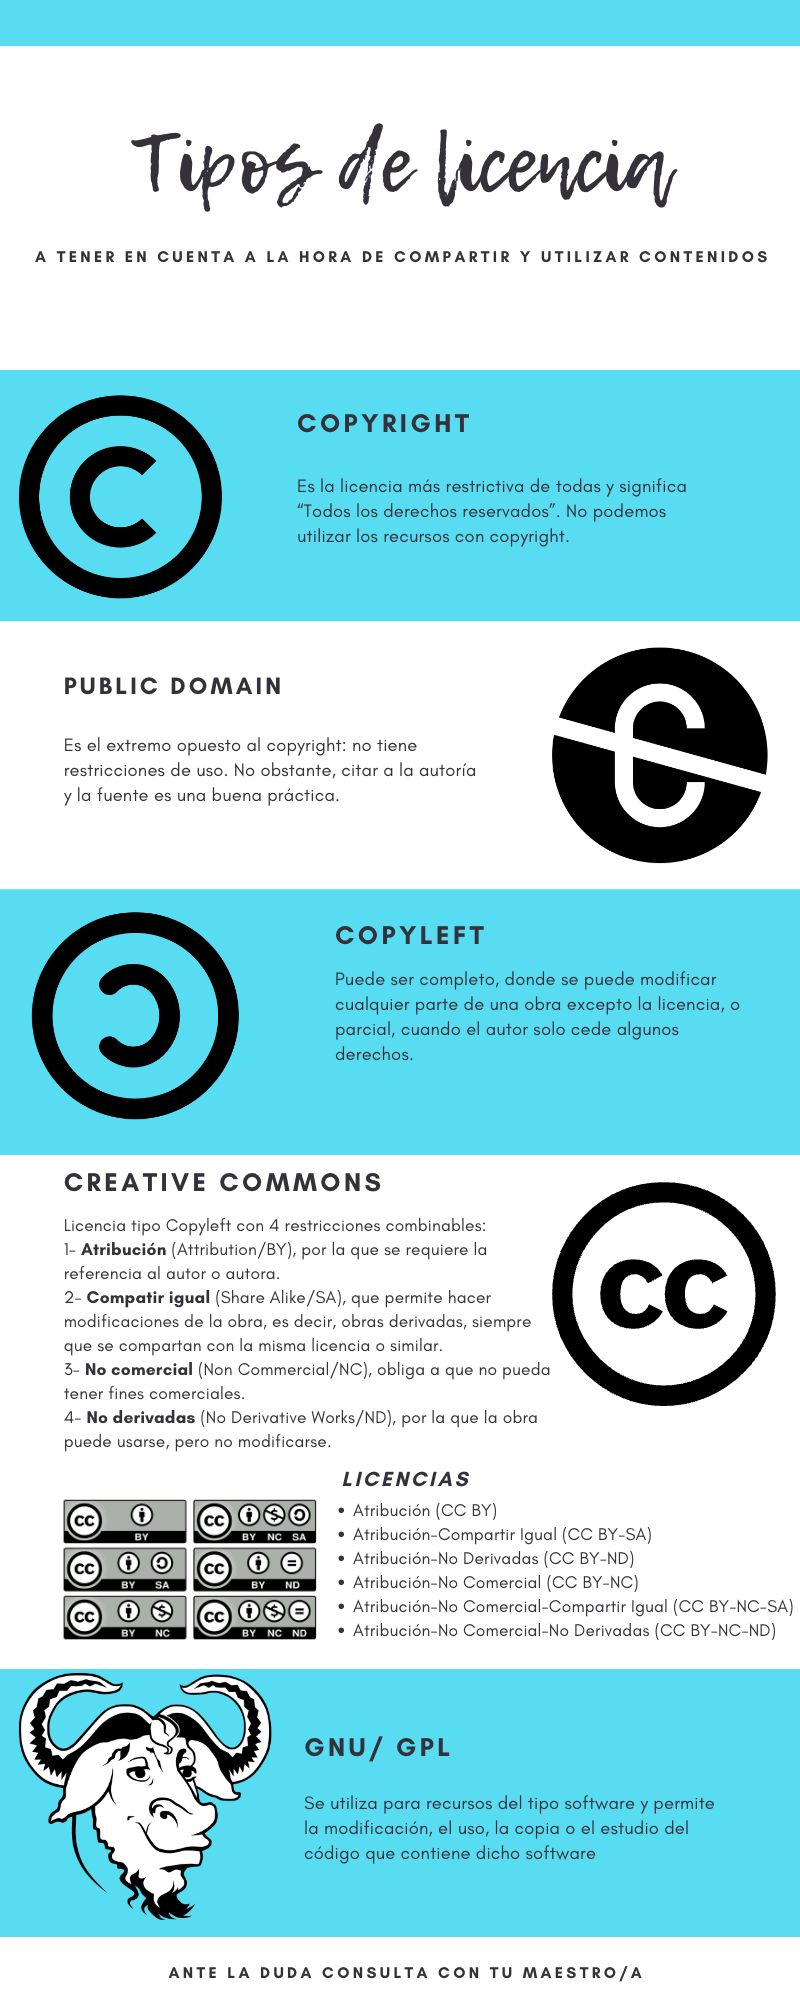 Tipos de licencia
A TENER EN CUENTA A LA HORA DE COMPARTIR Y UTILIZAR CONTENIDOS
COPYRIGHT
Es la licencia más restrictiva de todas y significa
“Todos los derechos reservados”. No podemos
utilizar los recursos con copyright.
PUBLIC DOMAIN
Es el extremo opuesto al copyright: no tiene
restricciones de uso. No obstante, citar a la autoría
y la fuente es una buena práctica.
COPYLEFT
Puede ser completo, donde se puede modificar
cualquier parte de una obra excepto la licencia, o
parcial, cuando el autor solo cede algunos
derechos.
CREATIVE COMMONS
Licencia tipo Copyleft con 4 restricciones combinables:
1- Atribución (Attribution/BY), por la que se requiere la
referencia al autor o autora.
2- Compatir igual (Share Alike/SA), que permite hacer
modificaciones de la obra, es decir, obras derivadas, siempre
que se compartan con la misma licencia o similar.
3- No comercial (Non Commercial/NC), obliga a que no pueda
tener fines comerciales.
4- No derivadas (No Derivative Works/ND), por la que la obra
puede usarse, pero no modificarse.
cc
LICENCIAS
cc BY
cc BY NC SA
cc BY SA
cc BY ND
cc BY NC
cc BY NC ND
• Atribución (CC BY)
• Atribución-Compartir Igual (CC BY-SA)
• Atribución-No Derivadas (CC BY-ND)
• Atribución-No Comercial (CC BY-NC)
• Atribución-No Comercial-Compartir Igual (CC BY-NC-SA)
• Atribución-No Comercial-No Derivadas (CC BY-NC-ND)
GNU/ GPL
Se utiliza para recursos del tipo software y permite
la modificación, el uso, la copia o el estudio del
código que contiene dicho software
ANTE LA DUDA CONSULTA CON TU MAESTRO/A